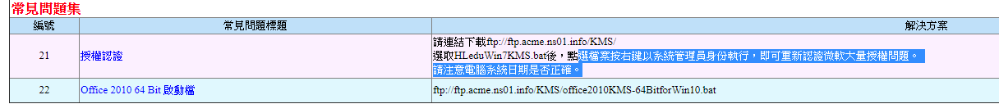 常見問題集
編號 常見問題標題 解決方案
21 授權認證 請連結下載ftp://ftp.acme.ns01.info/KMS/
選取HLeduWin7KMS.bat後，點選檔案按右鍵以系統管理員身份執行，即可重新認證微軟大量授權問題。
請注意電腦系統日期是否正確。
22 Office 2010 64 Bit 啟動檔 ftp://ftp.acme.ns01.info/KMS/office2010KMS-64BitforWin10.bat